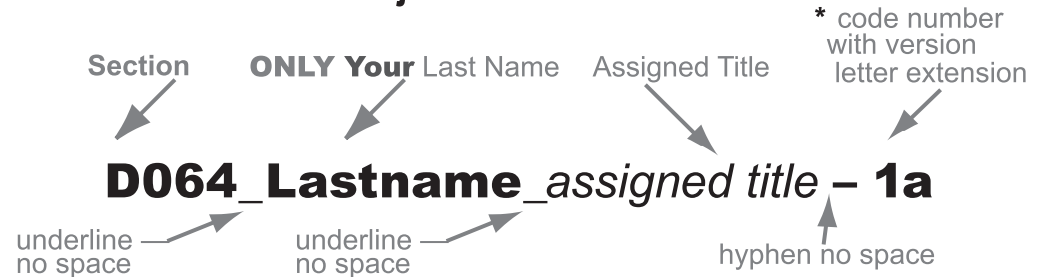 * code number
with version
letter extension
Section ONLY Your Last Name Assigned Title
D064_Lastname_assigned title – 1a
underline underline hyphen no space
no space no space